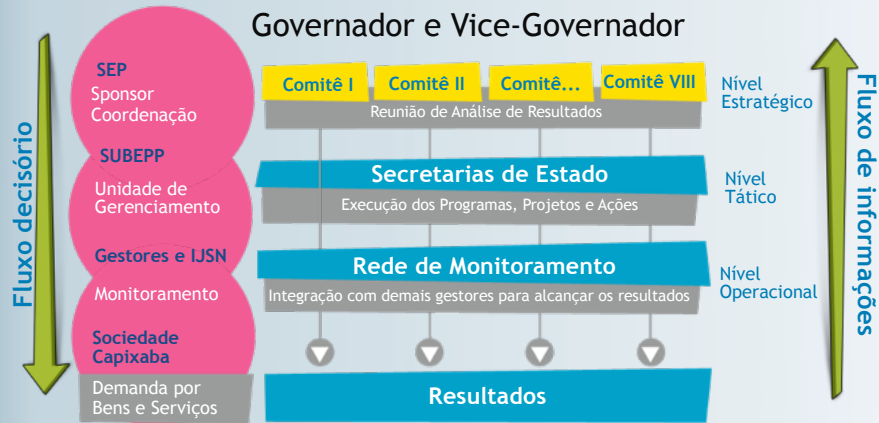 Governador e Vice-Governador
Fluxo decisório
SEP
Sponsor
Coordenação
Comitê I
Comitê II
Comitê...
Comitê VIII
Reunião de Análise de Resultados
Nível
Estratégico
SUBEPP
Unidade de
Gerenciamento
Secretarias de Estado
Execução dos Programas, Projetos e Ações
Nível
Tático
Gestores e IJSN
Monitoramento
Rede de Monitoramento
Integração com demais gestores para alcançar os resultados
Nível
Operacional
Sociedade
Capixaba
Demanda por
Bens e Serviços
Resultados
Fluxo de informações